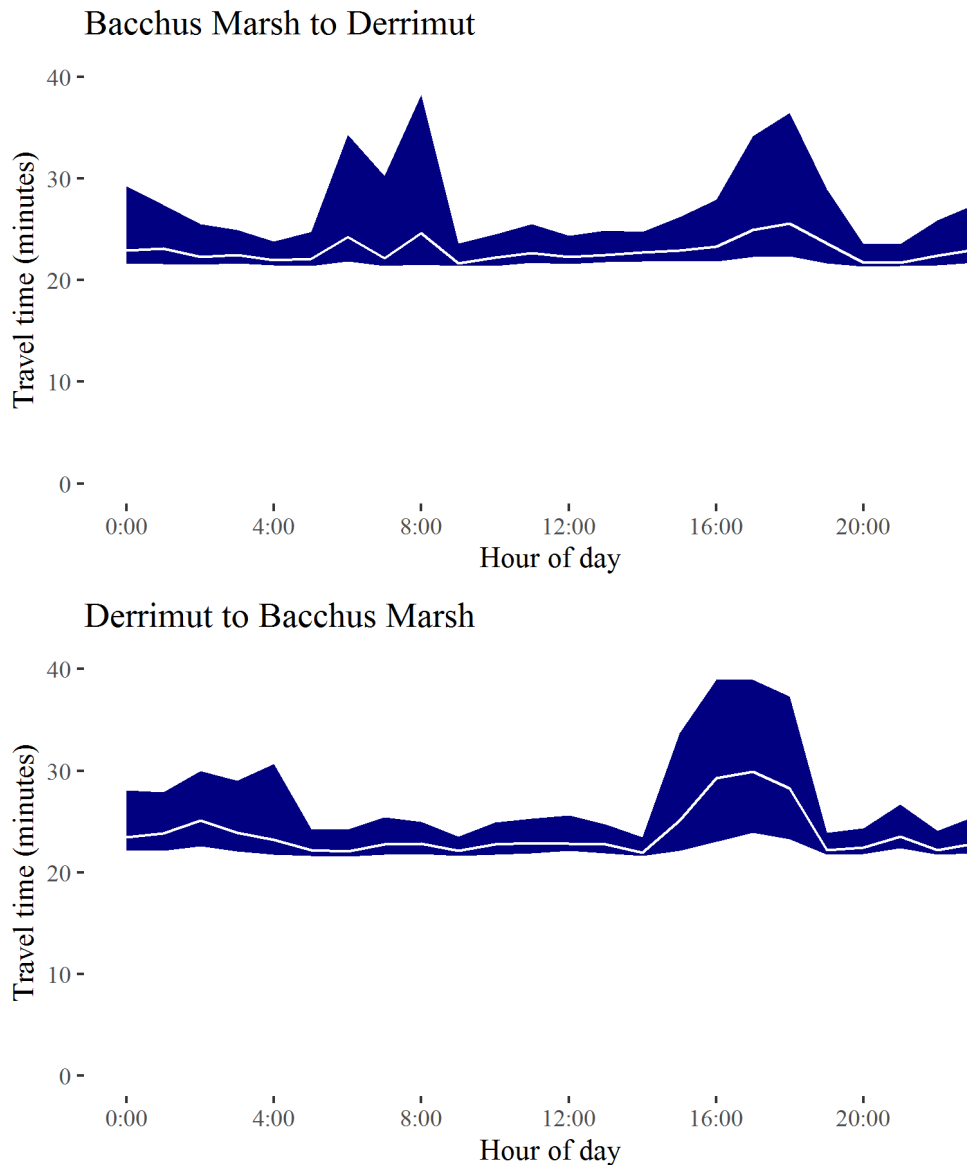 Bacchus Marsh to Derrimut
Travel time (minutes)
40
30
20
10
0
0:00 4:00 8:00 12:00 16:00 20:00
Hour of day
Derrimut to Bacchus Marsh
Travel time (minutes)
40
30
20
10
0
0:00 4:00 8:00 12:00 16:00 20:00
Hour of day